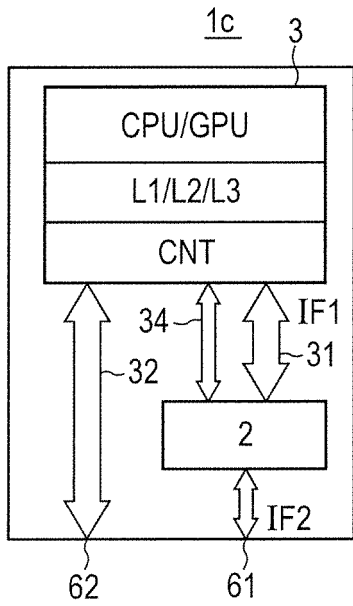 1c
3
CPU/GPU
L1/L2/L3
CNT
34
IF1
31
32
2
IF2
62
61